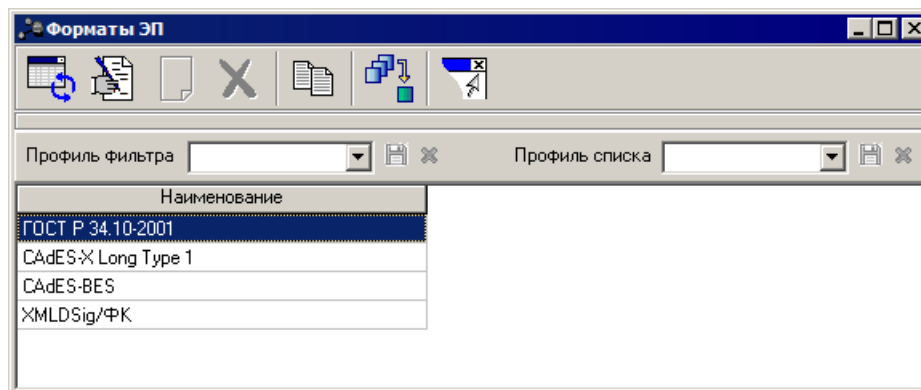 Форматы ЭП
Профиль фильтра
Профиль списка
Наименование
ГОСТ Р 34.10-2001
CAdES-X Long Type 1
CAdES-BES
XMLDSig/ФК